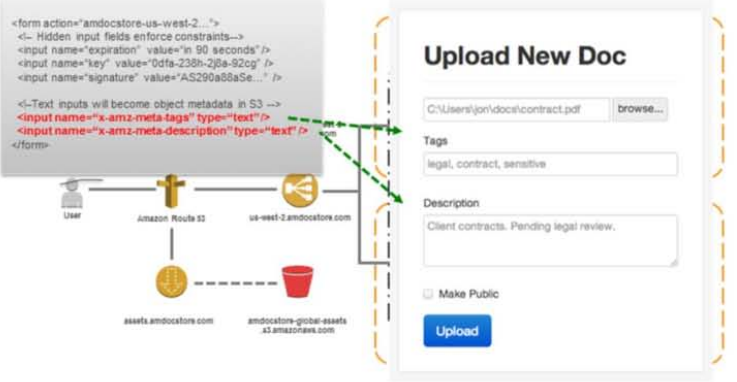 <form action="amdocstore-us-west-2...">
<!-- Hidden input fields enforce constraints-->
<input name="expiration" value="in 90 seconds"/>
<input name="key" value="0dfa-238h-2j8a-92cg" />
<input name="signature" value="AS290a88aSe..." />
<!--Text inputs will become object metadata in S3 -->
<input name="x-amz-meta-tags" type="text"/>
<input name="x-amz-meta-description" type="text"/>
</form>
User
Amazon Route 53
us-west-2.amdocstore.com
assets.amdocstore.com
amdocstore-global-assets
.s3.amazonaws.com
Upload New Doc
C:\Users\jon\docs\contract.pdf
browse...
Tags
legal, contract, sensitive
Description
Client contracts. Pending legal review.
Make Public
Upload